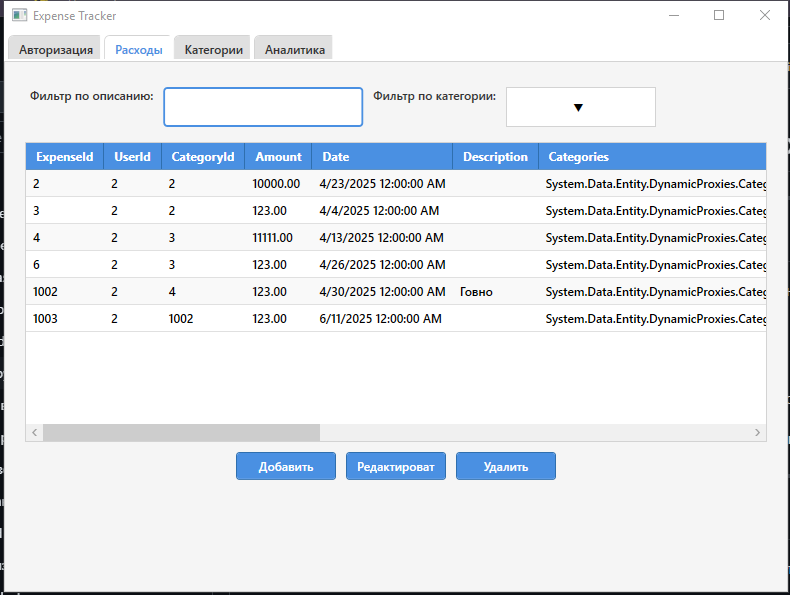 Expense Tracker
Авторизация Расходы Категории Аналитика
Фильтр по описанию: Фильтр по категории:
ExpenseId UserId CategoryId Amount Date Description Categories
2 2 2 10000.00 4/23/2025 12:00:00 AM System.Data.Entity.DynamicProxies.Categ
3 2 2 123.00 4/4/2025 12:00:00 AM System.Data.Entity.DynamicProxies.Categ
4 2 3 11111.00 4/13/2025 12:00:00 AM System.Data.Entity.DynamicProxies.Categ
6 2 3 123.00 4/26/2025 12:00:00 AM System.Data.Entity.DynamicProxies.Categ
1002 2 4 123.00 4/30/2025 12:00:00 AM Говно System.Data.Entity.DynamicProxies.Categ
1003 2 1002 123.00 6/11/2025 12:00:00 AM System.Data.Entity.DynamicProxies.Categ
Добавить Редактироват Удалить